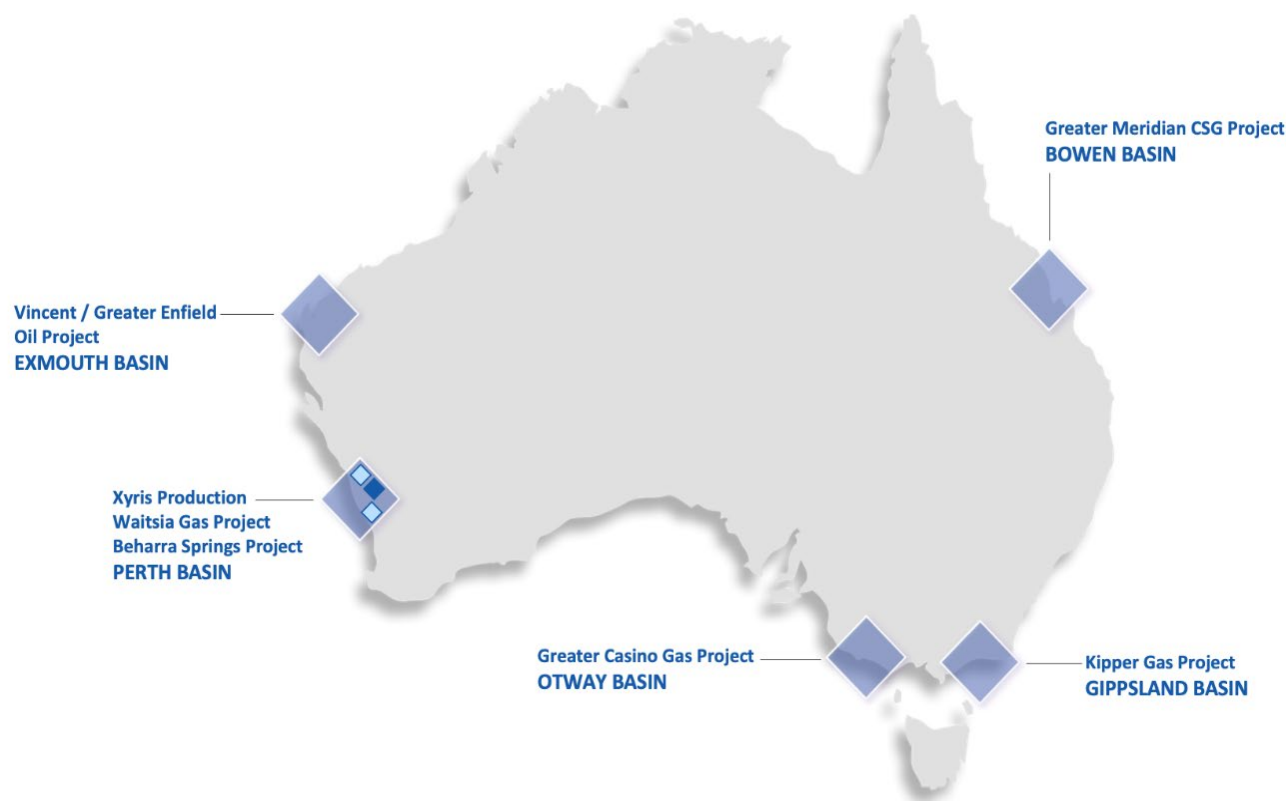 Greater Meridian CSG Project
BOWEN BASIN
Vincent / Greater Enfield
Oil Project
EXMOUTH BASIN
Xyris Production
Waitsia Gas Project
Beharra Springs Project
PERTH BASIN
Greater Casino Gas Project
OTWAY BASIN
Kipper Gas Project
GIPPSLAND BASIN